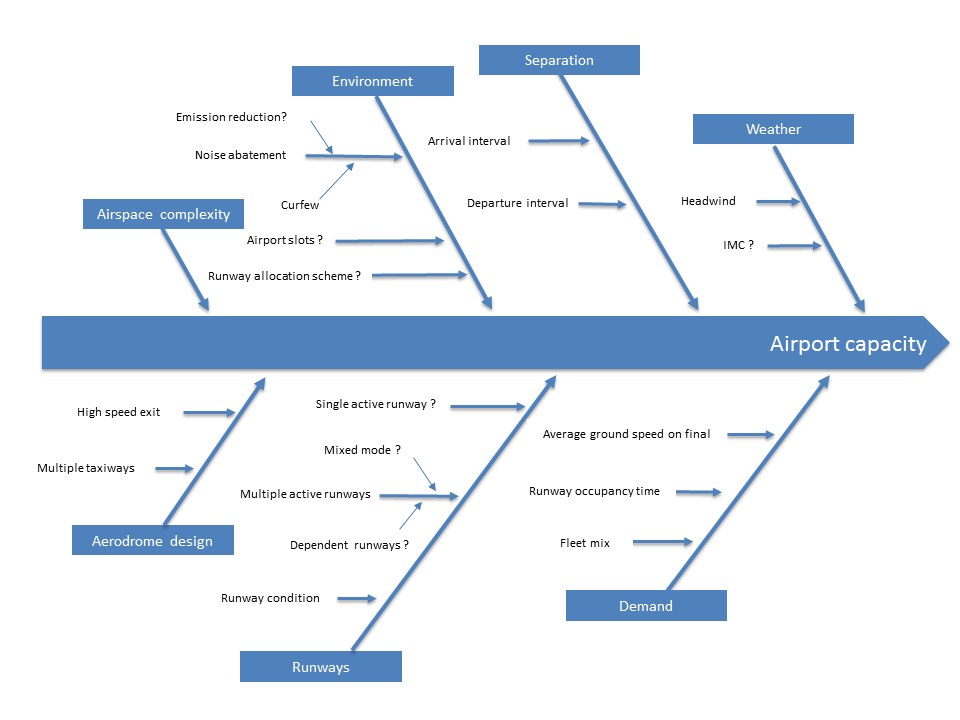 Separation
Environment
Emission reduction?
Weather
Arrival interval
Noise abatement
Curfew
Departure interval
Headwind
Airspace complexity
Airport slots ?
IMC ?
Runway allocation scheme ?
Airport capacity
High speed exit
Single active runway ?
Average ground speed on final
Mixed mode ?
Multiple taxiways
Multiple active runways
Runway occupancy time
Aerodrome design
Dependent runways ?
Fleet mix
Runway condition
Demand
Runways